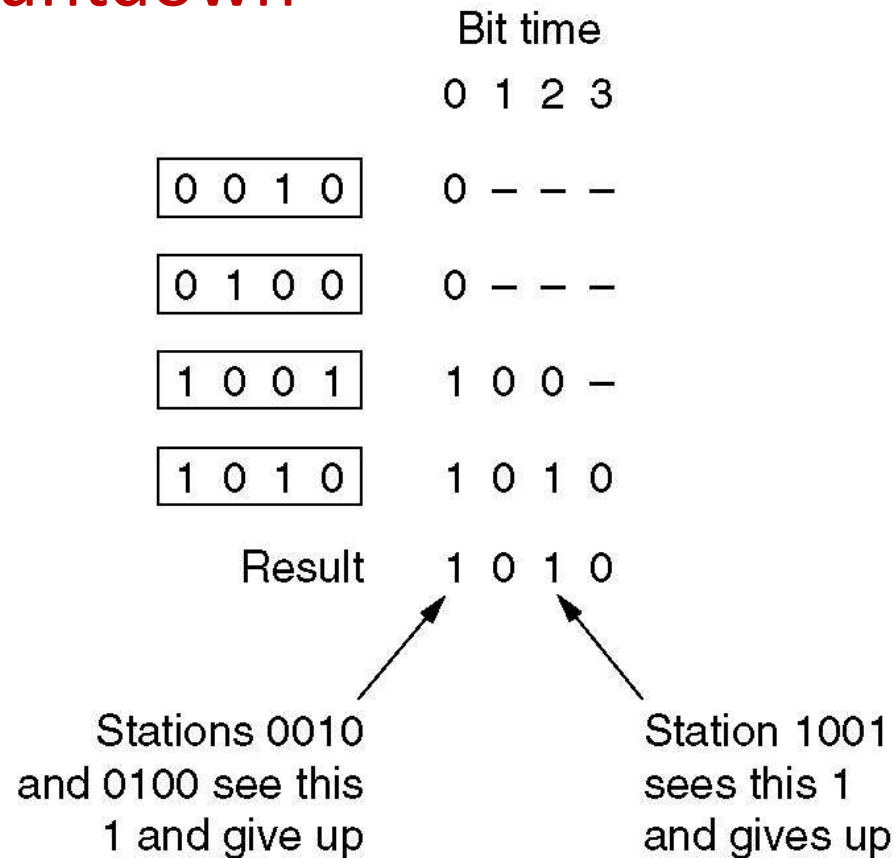 Bit time
0 1 2 3
0 0 1 0 0 – – –
0 1 0 0 0 – – –
1 0 0 1 1 0 0 –
1 0 1 0 1 0 1 0
Result 1 0 1 0
Stations 0010
and 0100 see this
1 and give up
Station 1001
sees this 1
and gives up